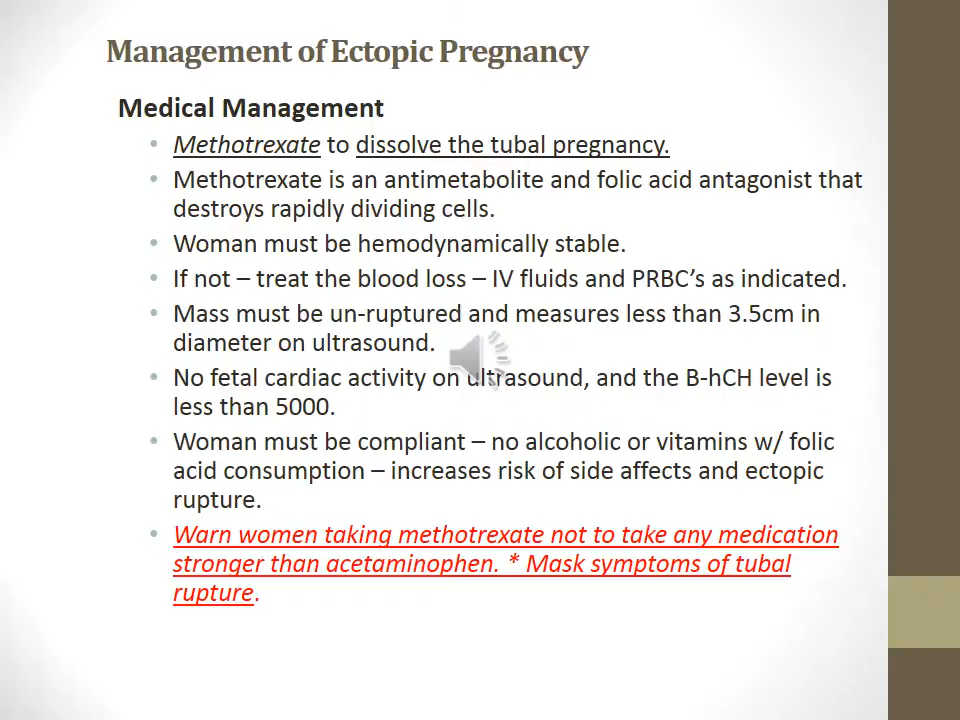 Management of Ectopic Pregnancy
Medical Management
• Methotrexate to dissolve the tubal pregnancy.
• Methotrexate is an antimetabolite and folic acid antagonist that
destroys rapidly dividing cells.
• Woman must be hemodynamically stable.
• If not – treat the blood loss – IV fluids and PRBC’s as indicated.
• Mass must be un-ruptured and measures less than 3.5cm in
diameter on ultrasound.
• No fetal cardiac activity on ultrasound, and the B-hCH level is
less than 5000.
• Woman must be compliant – no alcoholic or vitamins w/ folic
acid consumption – increases risk of side affects and ectopic
rupture.
• Warn women taking methotrexate not to take any medication
stronger than acetaminophen. * Mask symptoms of tubal
rupture.